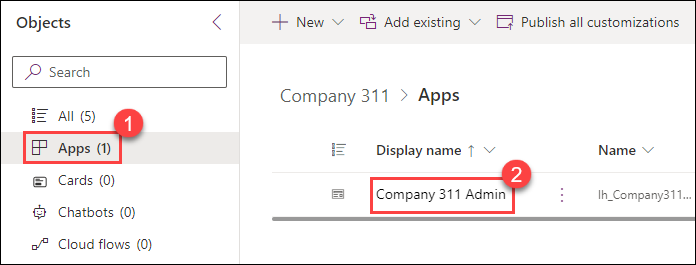 Objects
New Add existing Publish all customizations
Search
Company 311 > Apps
All (5)
1
Apps (1)
Display name ↑ Name
Cards (0)
2
Company 311 Admin lh_Company311...
Chatbots (0)
Cloud flows (0)